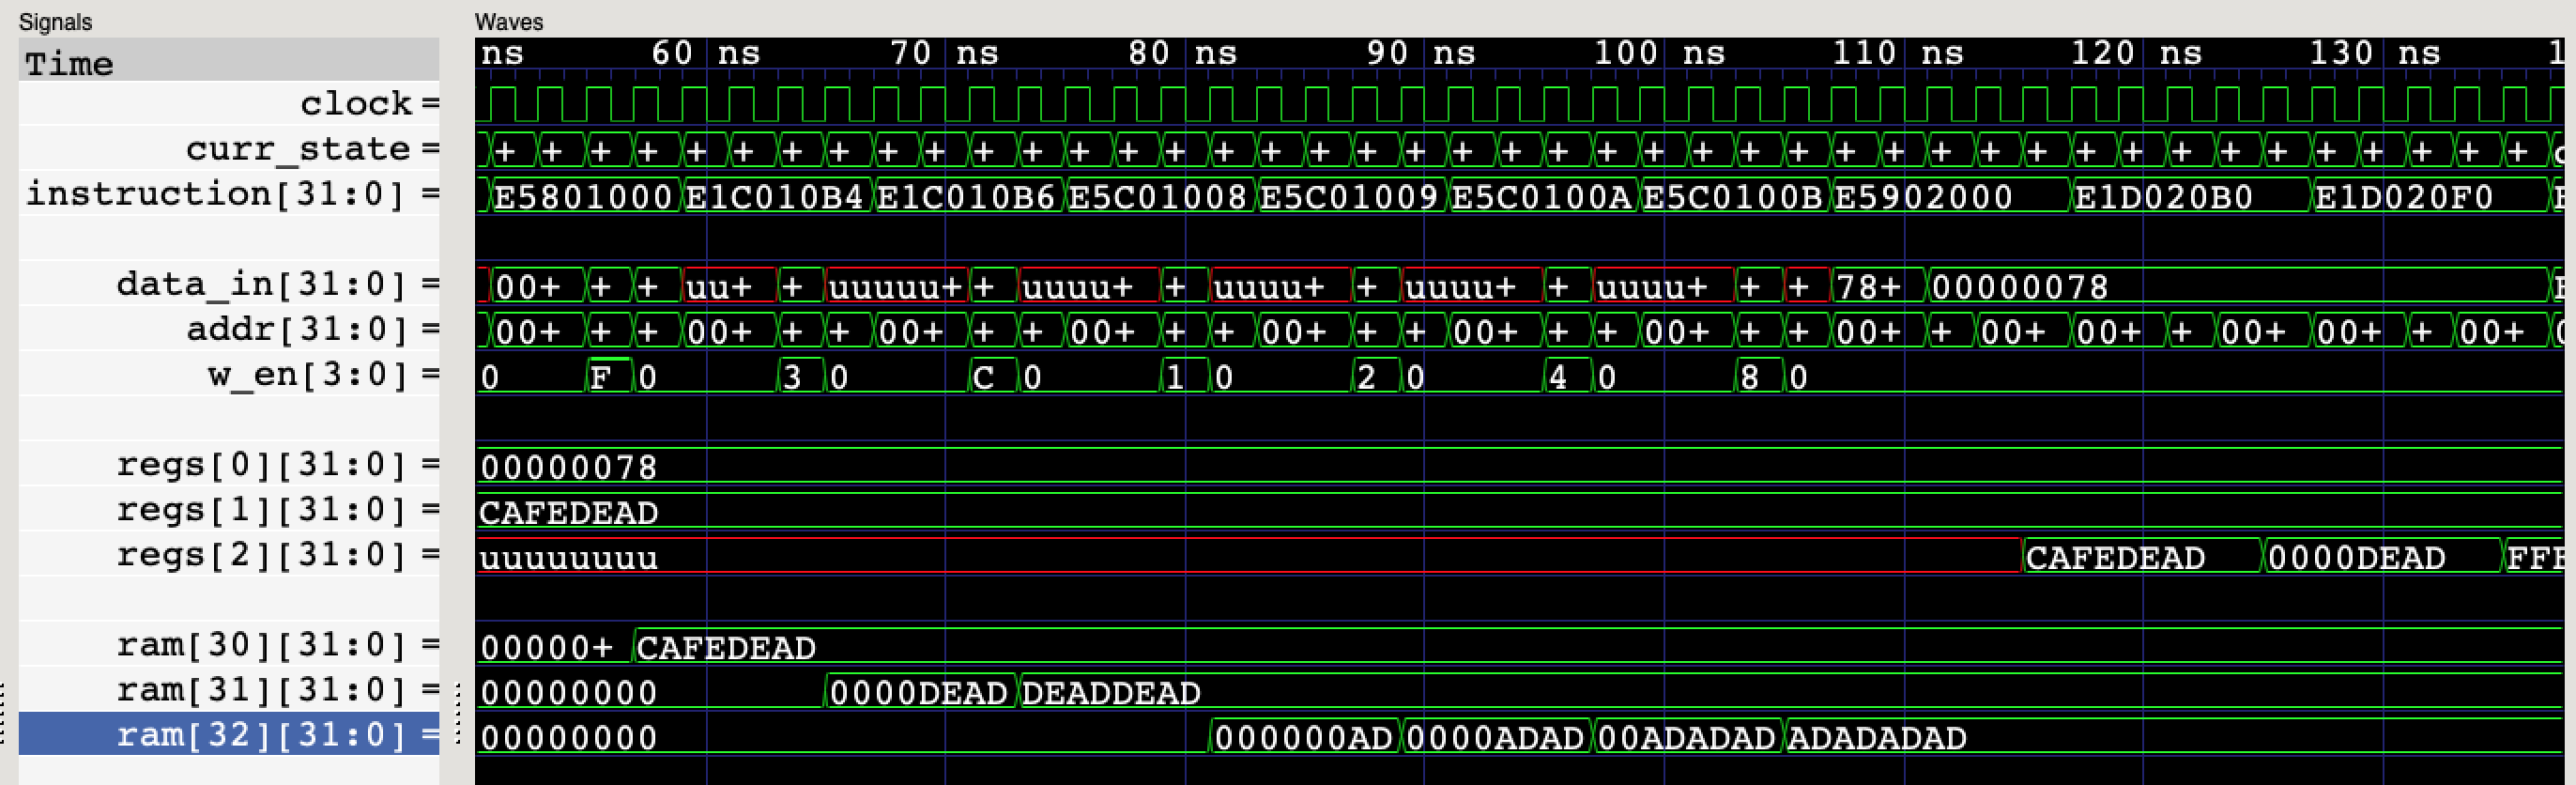 Signals Waves
Time ns 60 ns 70 ns 80 ns 90 ns 100 ns 110 ns 120 ns 130 ns 1
clock =
curr_state = + + + + + + + + + + + + + + + + + + + + + + + + + + + + + + + + + + + + + + + + + + +
instruction[31:0] = E5801000 E1C010B4 E1C010B6 E5C01008 E5C01009 E5C0100A E5C0100B E5902000 E1D020B0 E1D020F0
data_in[31:0] = 00+ + + uu+ + uuuuu+ + uuuu+ + uuuu+ + uuuu+ + uuuu+ + + 78+ 00000078
addr[31:0] = 00+ + + 00+ + + 00+ + + 00+ + + 00+ + + 00+ + + 00+ + + 00+ + 00+ 00+ + 00+ 00+ + 00+
w_en[3:0] = 0 F 0 3 0 C 0 1 0 2 0 4 0 8 0
regs[0][31:0] = 00000078
regs[1][31:0] = CAFEDEAD
regs[2][31:0] = uuuuuuuu CAFEDEAD 0000DEAD FFF
ram[30][31:0] = 00000+ CAFEDEAD
ram[31][31:0] = 00000000 0000DEAD DEADDEAD
ram[32][31:0] = 00000000 000000AD 0000ADAD 00ADADAD ADADADAD